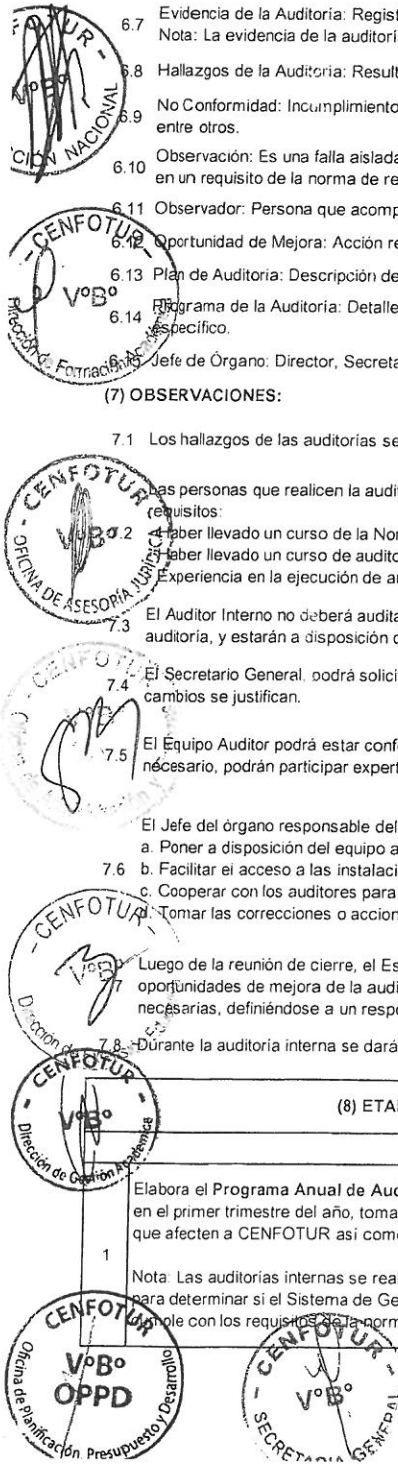 6.7 Evidencia de la Auditoría: Regist
Nota: La evidencia de la auditorí
6.8 Hallazgos de la Auditoria: Result
6.9 No Conformidad: Incumplimiento
entre otros.
6.10 Observación: Es una falla aislada
en un requisito de la norma de re
6.11 Observador: Persona que acomp
6.12 Oportunidad de Mejora: Acción re
6.13 Plan de Auditoria: Descripción de
6.14 Programa de la Auditoría: Detalle
específico.
Jefe de Órgano: Director, Secreta
(7) OBSERVACIONES:
7.1 Los hallazgos de las auditorías se
Las personas que realicen la audit
requisitos:
7.2 Haber llevado un curso de la Nor
Haber llevado un curso de audito
Experiencia en la ejecución de a
7.3 El Auditor Interno no deberá audita
auditoría, y estarán a disposición d
7.4 El Secretario General, podrá solici
cambios se justifican.
7.5 El Equipo Auditor podrá estar conf
necesario, podrán participar expert
El Jefe del órgano responsable del
a. Poner a disposición del equipo a
7.6 b. Facilitar el acceso a las instalaci
c. Cooperar con los auditores para
d. Tomar las correcciones o accion
Luego de la reunión de cierre, el Es
7.7 oportunidades de mejora de la audi
necesarias, definiéndose a un respo
7.8 Durante la auditoría interna se dará
(8) ETA
Elabora el Programa Anual de Aud
en el primer trimestre del año, toma
que afecten a CENFOTUR así como
1
Nota: Las auditorías internas se real
para determinar si el Sistema de Ge
cumple con los requisitos de la norm
CIÓN NACIONAL
CENFOTUR
VºBº
Dirección de Formación Académica
CENFOTUR
VºBº
OFICINA DE ASESORÍA JURÍDICA
CENFOTUR
CENFOTUR
VºBº
CENFOTUR
VºBº
Dirección de Gestión Académica
CENFOTUR
VºBº
OPPD
Oficina de Planificación, Presupuesto y Desarrollo
CENFOTUR
VºBº
SECRETARIA GENERAL